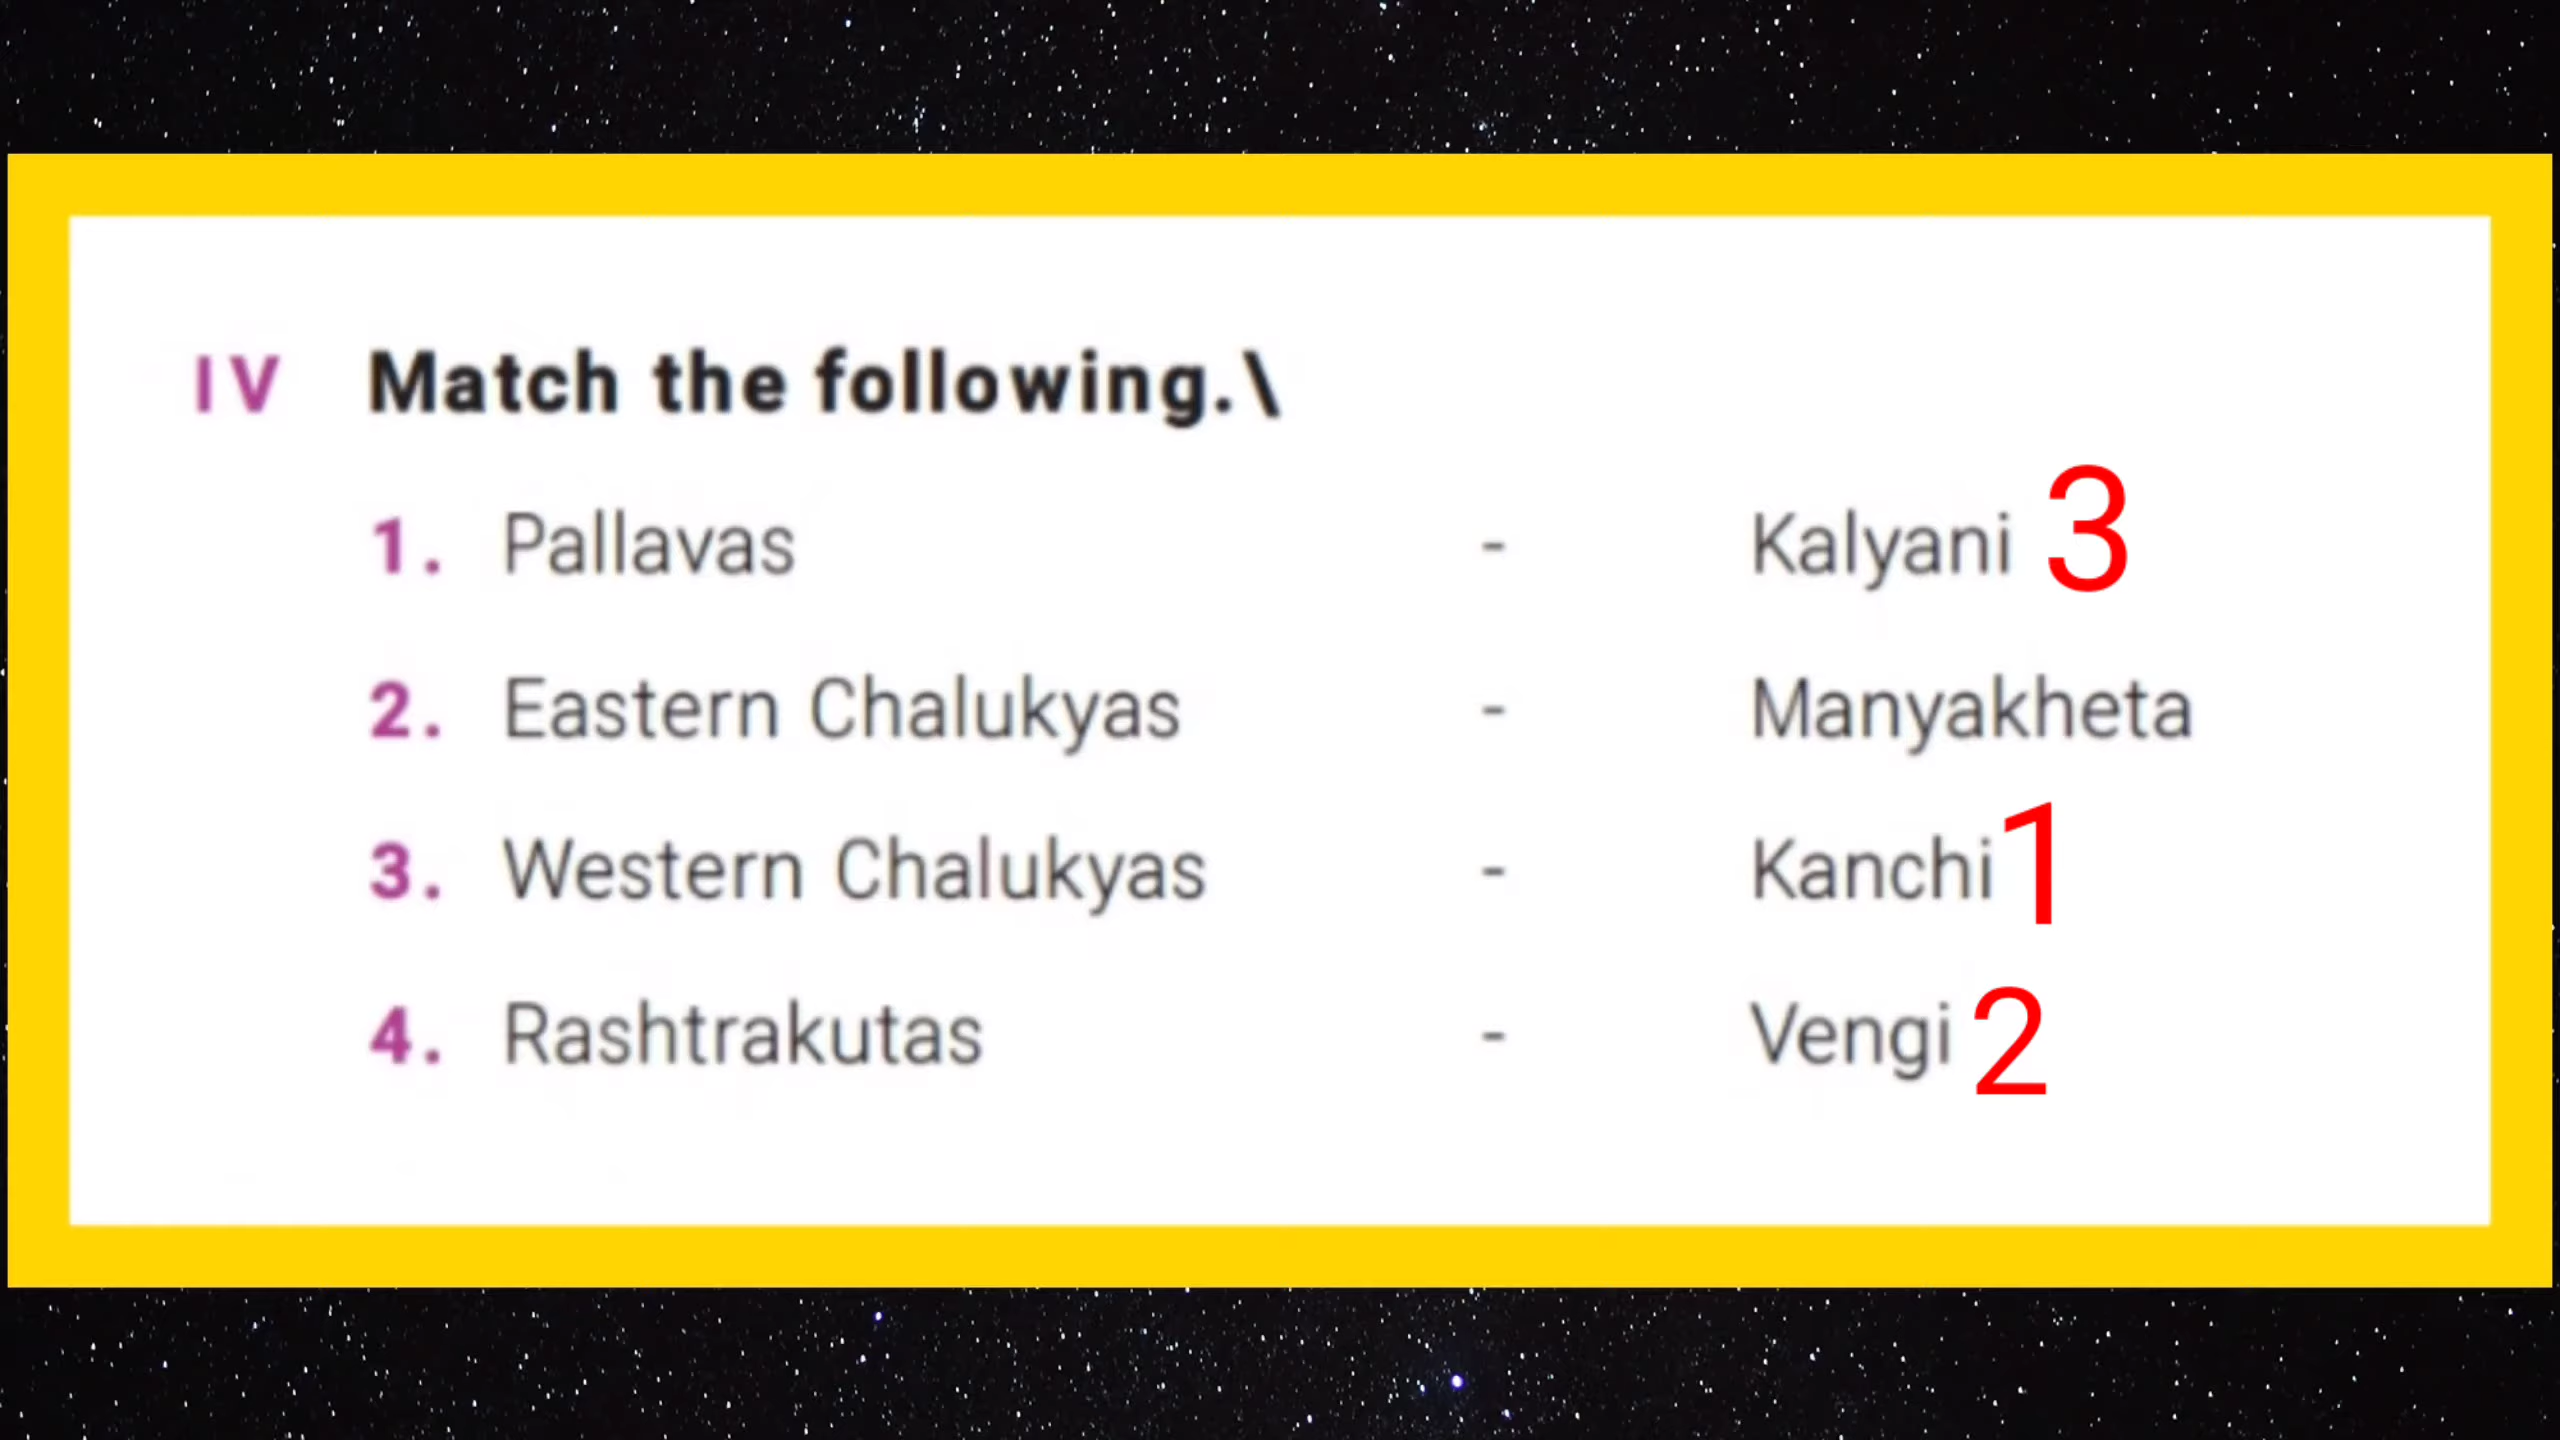 IV Match the following.\
1. Pallavas - Kalyani 3
2. Eastern Chalukyas - Manyakheta
3. Western Chalukyas - Kanchi 1
4. Rashtrakutas - Vengi 2